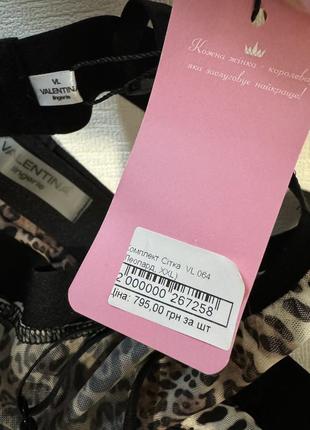 VL
VALENTINA
lingerie
VALENTINA
lingerie
Кожна жінка - королева,
яка заслуговує найкраще!
Комплект Сітка VL 064
(Леопард, XXL)
2 000000 267258
Ціна: 795,00 грн за шт